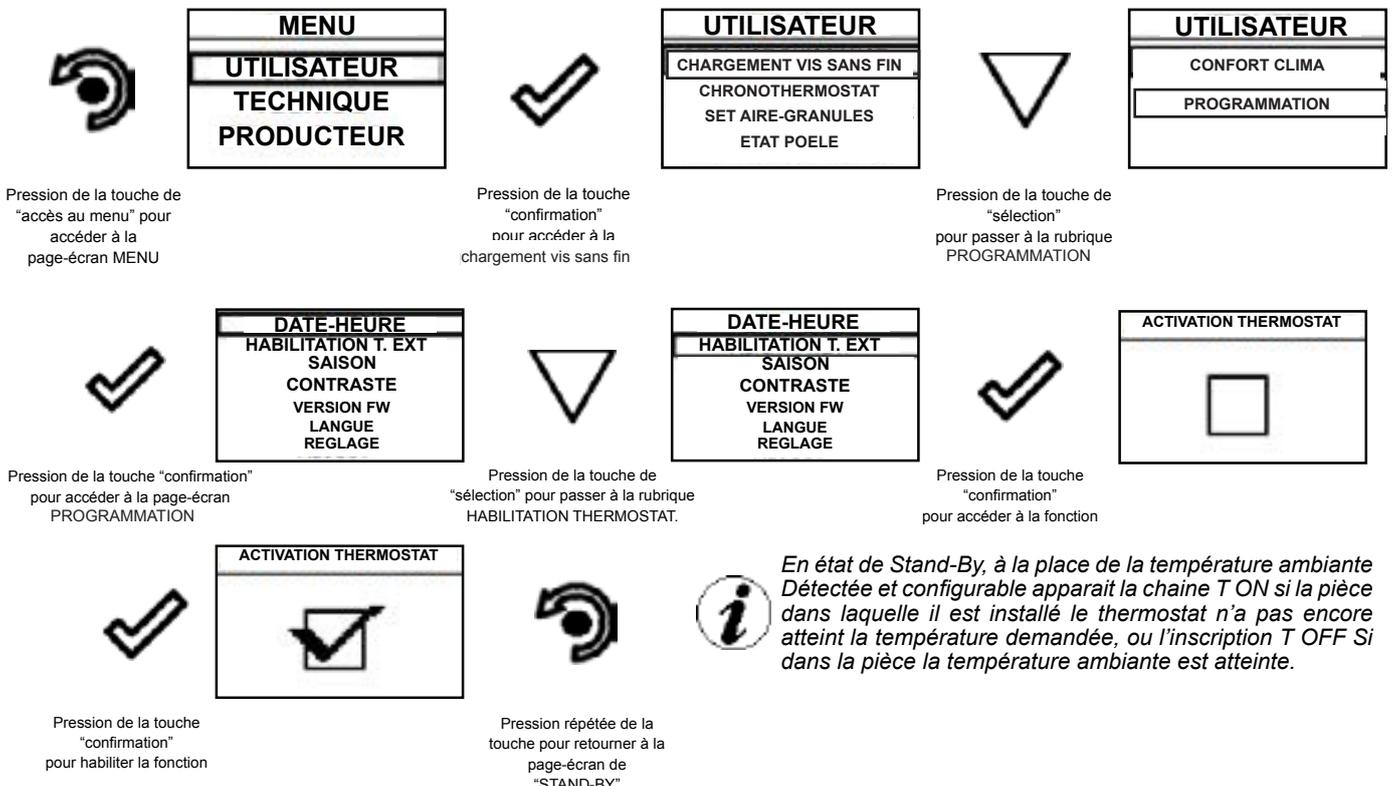 MENU
UTILISATEUR
TECHNIQUE
PRODUCTEUR
UTILISATEUR
CHARGEMENT VIS SANS FIN
CHRONOTHERMOSTAT
SET AIRE-GRANULES
ETAT POELE
UTILISATEUR
CONFORT CLIMA
PROGRAMMATION
Pression de la touche de
“accès au menu” pour
accéder à la
page-écran MENU
Pression de la touche
“confirmation”
pour accéder à la
chargement vis sans fin
Pression de la touche de
“sélection”
pour passer à la rubrique
PROGRAMMATION
DATE-HEURE
HABILITATION T. EXT
SAISON
CONTRASTE
VERSION FW
LANGUE
REGLAGE
DATE-HEURE
HABILITATION T. EXT
SAISON
CONTRASTE
VERSION FW
LANGUE
REGLAGE
ACTIVATION THERMOSTAT
Pression de la touche “confirmation”
pour accéder à la page-écran
PROGRAMMATION
Pression de la touche de
“sélection” pour passer à la rubrique
HABILITATION THERMOSTAT.
Pression de la touche
“confirmation”
pour accéder à la fonction
ACTIVATION THERMOSTAT
En état de Stand-By, à la place de la température ambiante
Détectée et configurable apparait la chaine T ON si la pièce
dans laquelle il est installé le thermostat n’a pas encore
atteint la température demandée, ou l’inscription T OFF Si
dans la pièce la température ambiante est atteinte.
Pression de la touche
“confirmation”
pour habiliter la fonction
Pression répétée de la
touche pour retourner à la
page-écran de
“STAND-BY”